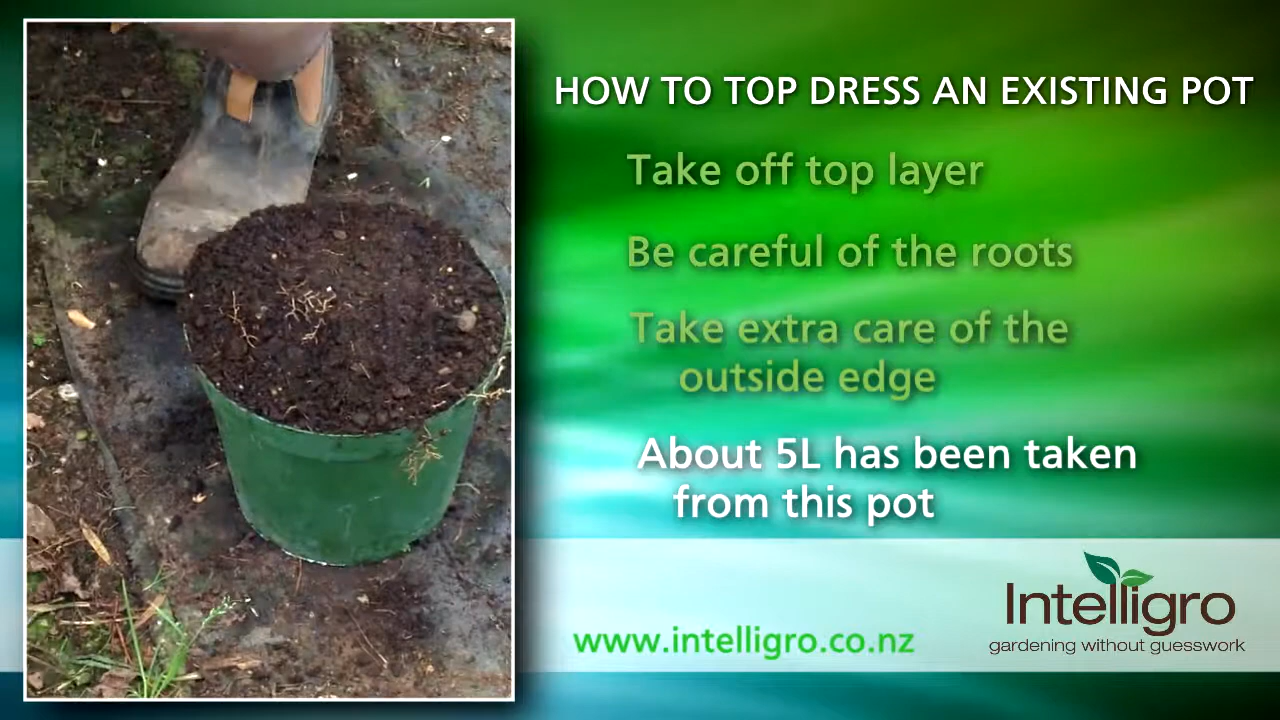 HOW TO TOP DRESS AN EXISTING POT
Take off top layer
Be careful of the roots
Take extra care of the
outside edge
About 5L has been taken
from this pot
www.intelligro.co.nz
Intelligro
gardening without guesswork